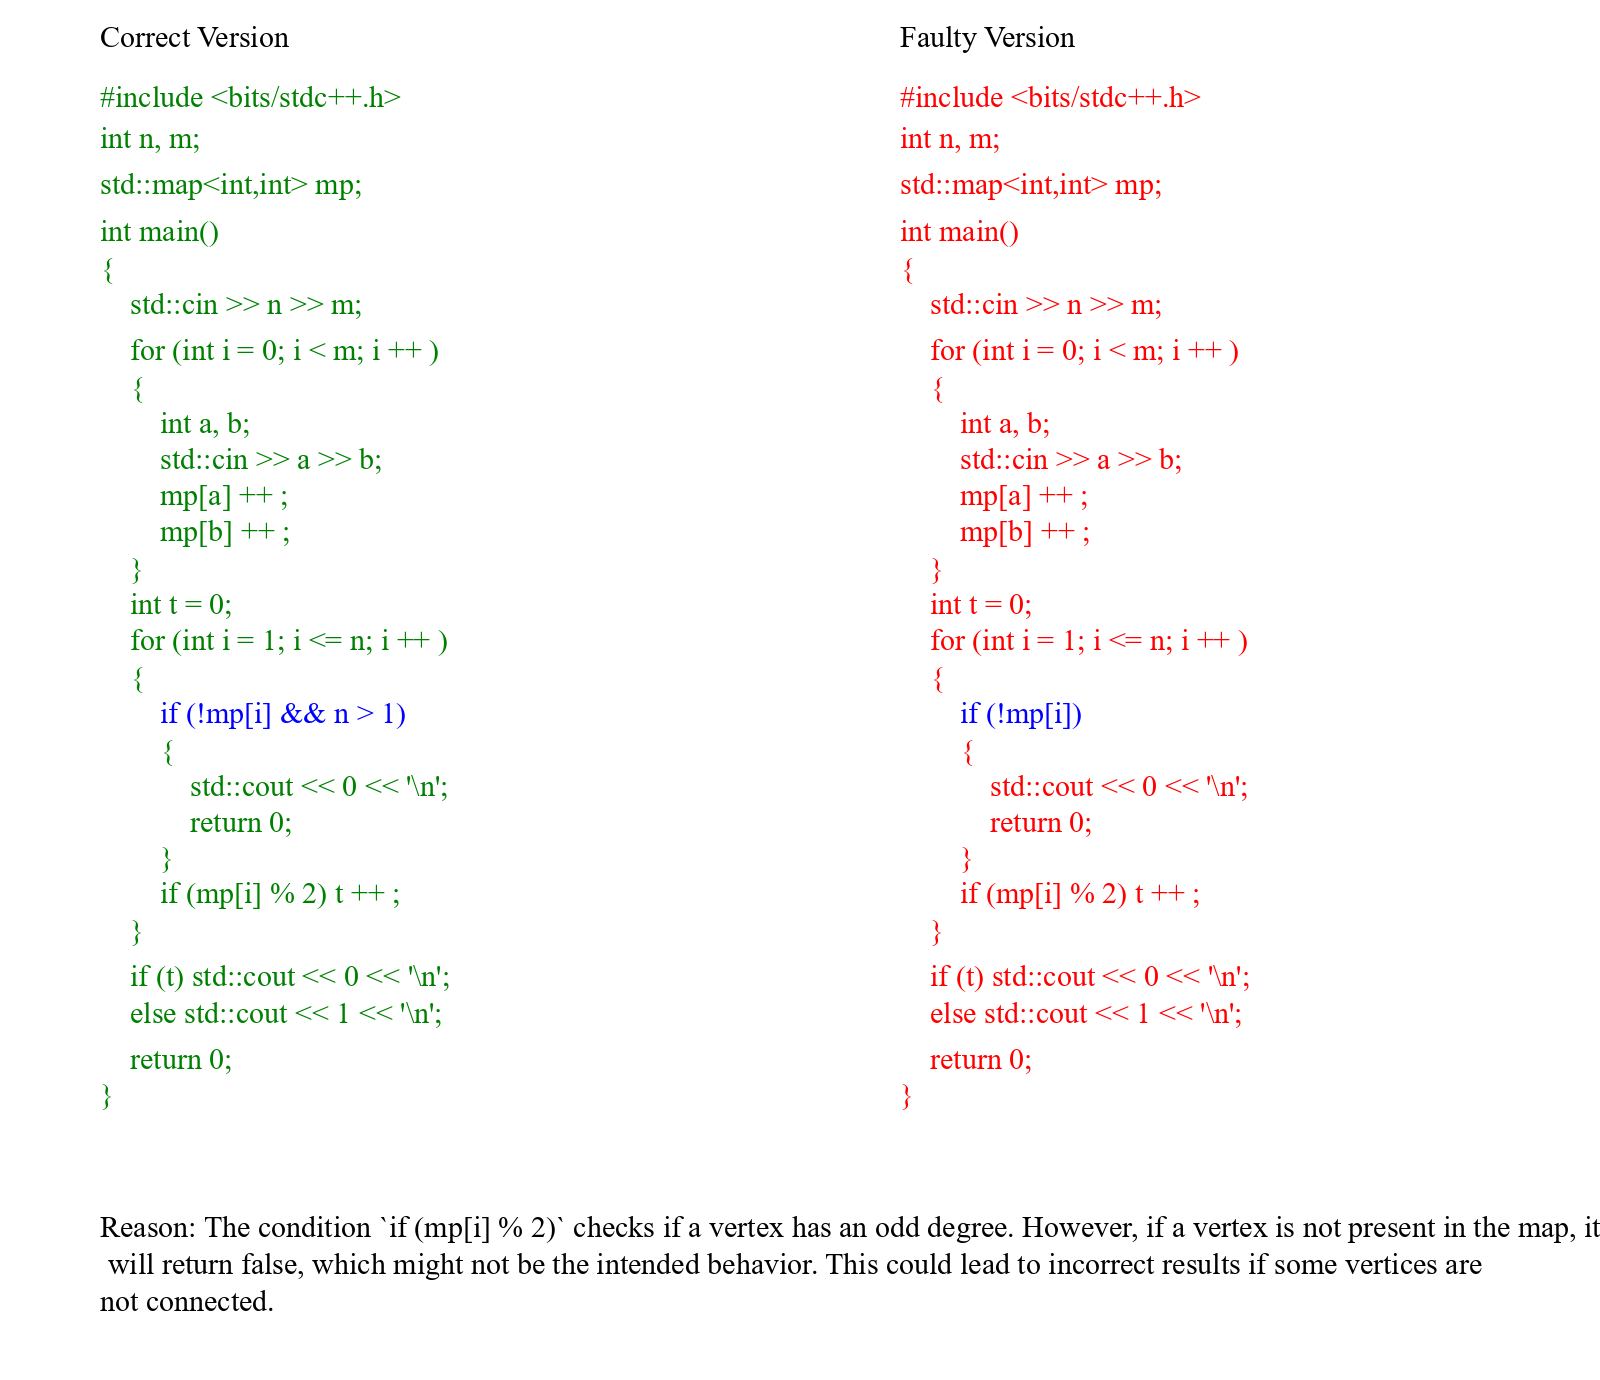 Correct Version
#include <bits/stdc++.h>
int n, m;
std::map<int,int> mp;
int main()
{
std::cin >> n >> m;
for (int i = 0; i < m; i ++ )
{
int a, b;
std::cin >> a >> b;
mp[a] ++ ;
mp[b] ++ ;
}
int t = 0;
for (int i = 1; i <= n; i ++ )
{
if (!mp[i] && n > 1)
{
std::cout << 0 << '\n';
return 0;
}
if (mp[i] % 2) t ++ ;
}
if (t) std::cout << 0 << '\n';
else std::cout << 1 << '\n';
return 0;
}
Faulty Version
#include <bits/stdc++.h>
int n, m;
std::map<int,int> mp;
int main()
{
std::cin >> n >> m;
for (int i = 0; i < m; i ++ )
{
int a, b;
std::cin >> a >> b;
mp[a] ++ ;
mp[b] ++ ;
}
int t = 0;
for (int i = 1; i <= n; i ++ )
{
if (!mp[i])
{
std::cout << 0 << '\n';
return 0;
}
if (mp[i] % 2) t ++ ;
}
if (t) std::cout << 0 << '\n';
else std::cout << 1 << '\n';
return 0;
}
Reason: The condition `if (mp[i] % 2)` checks if a vertex has an odd degree. However, if a vertex is not present in the map, it
will return false, which might not be the intended behavior. This could lead to incorrect results if some vertices are
not connected.